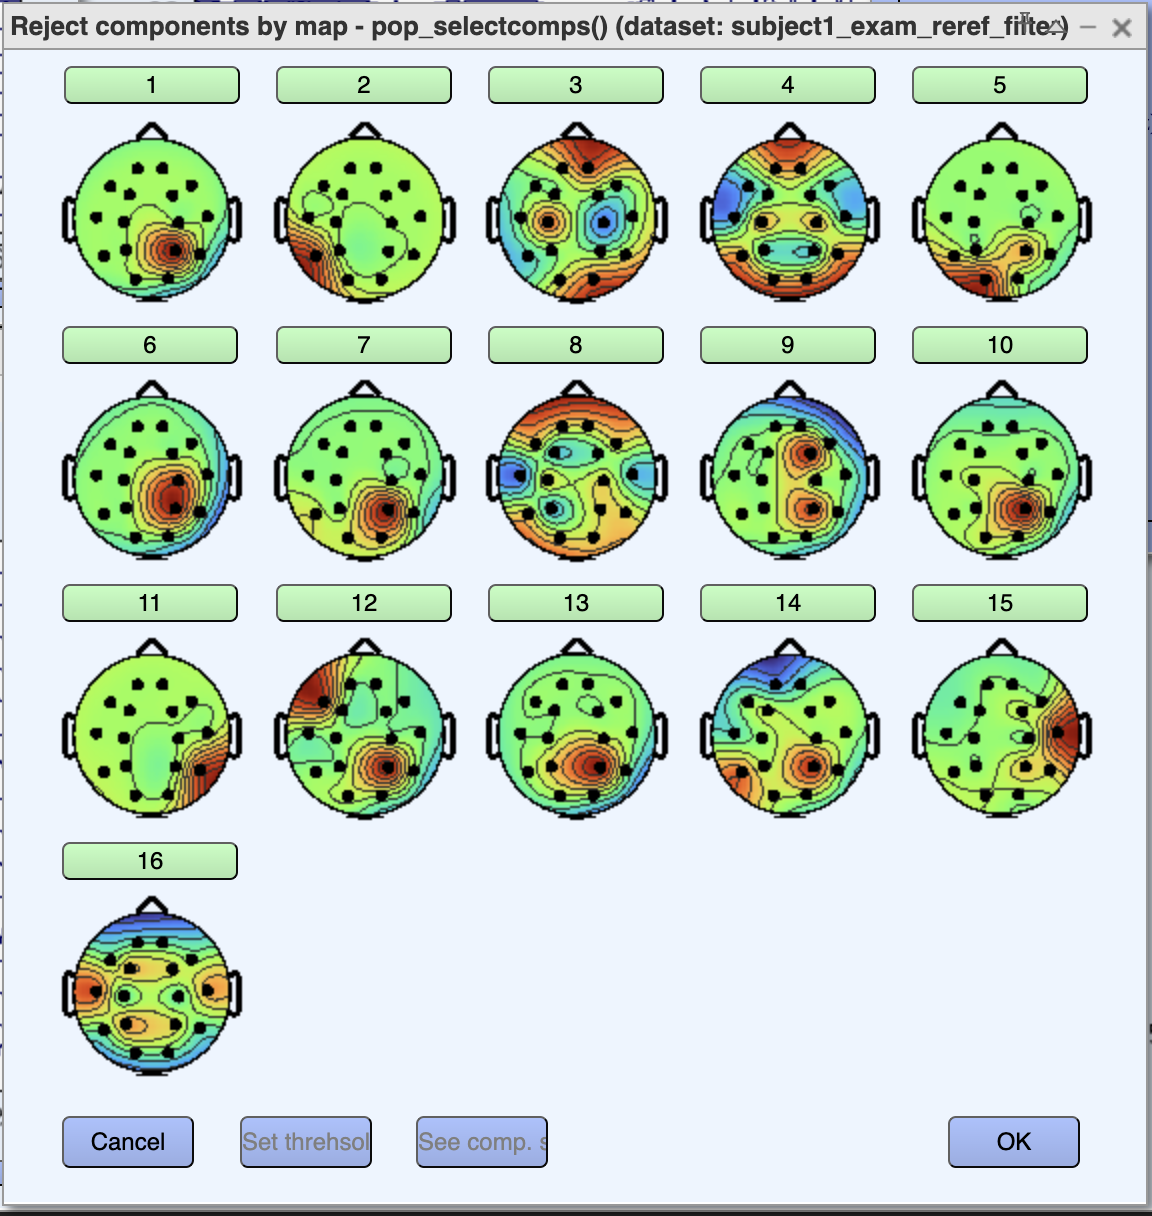 Reject components by map - pop_selectcomps() (dataset: subject1_exam_reref_filter)
1 2 3 4 5
6 7 8 9 10
11 12 13 14 15
16
Cancel Set threhsol See comp. s OK